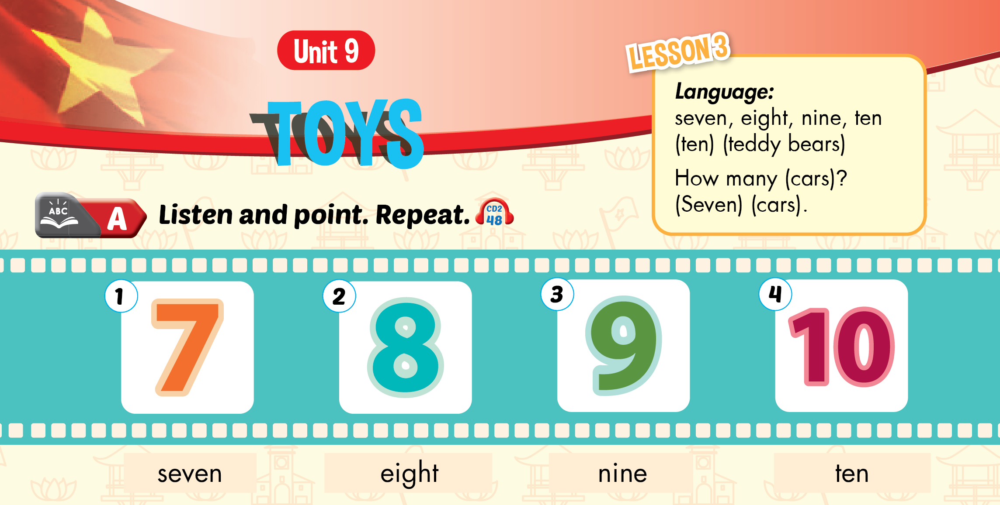 Unit 9
TOYS
LESSON 3
Language:
seven, eight, nine, ten
(ten) (teddy bears)
How many (cars)?
(Seven) (cars).
ABC
A
Listen and point. Repeat.
CD2
48
1
7
2
8
3
9
4
10
seven
eight
nine
ten